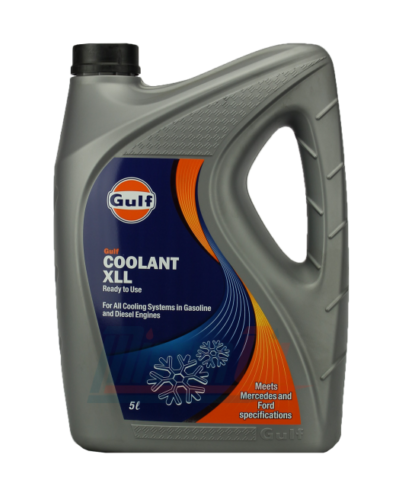 Gulf
Gulf
COOLANT
XLL
Ready to Use
For All Cooling Systems in Gasoline
and Diesel Engines
Meets
Mercedes and
Ford
specifications
5ℓ
Gulf